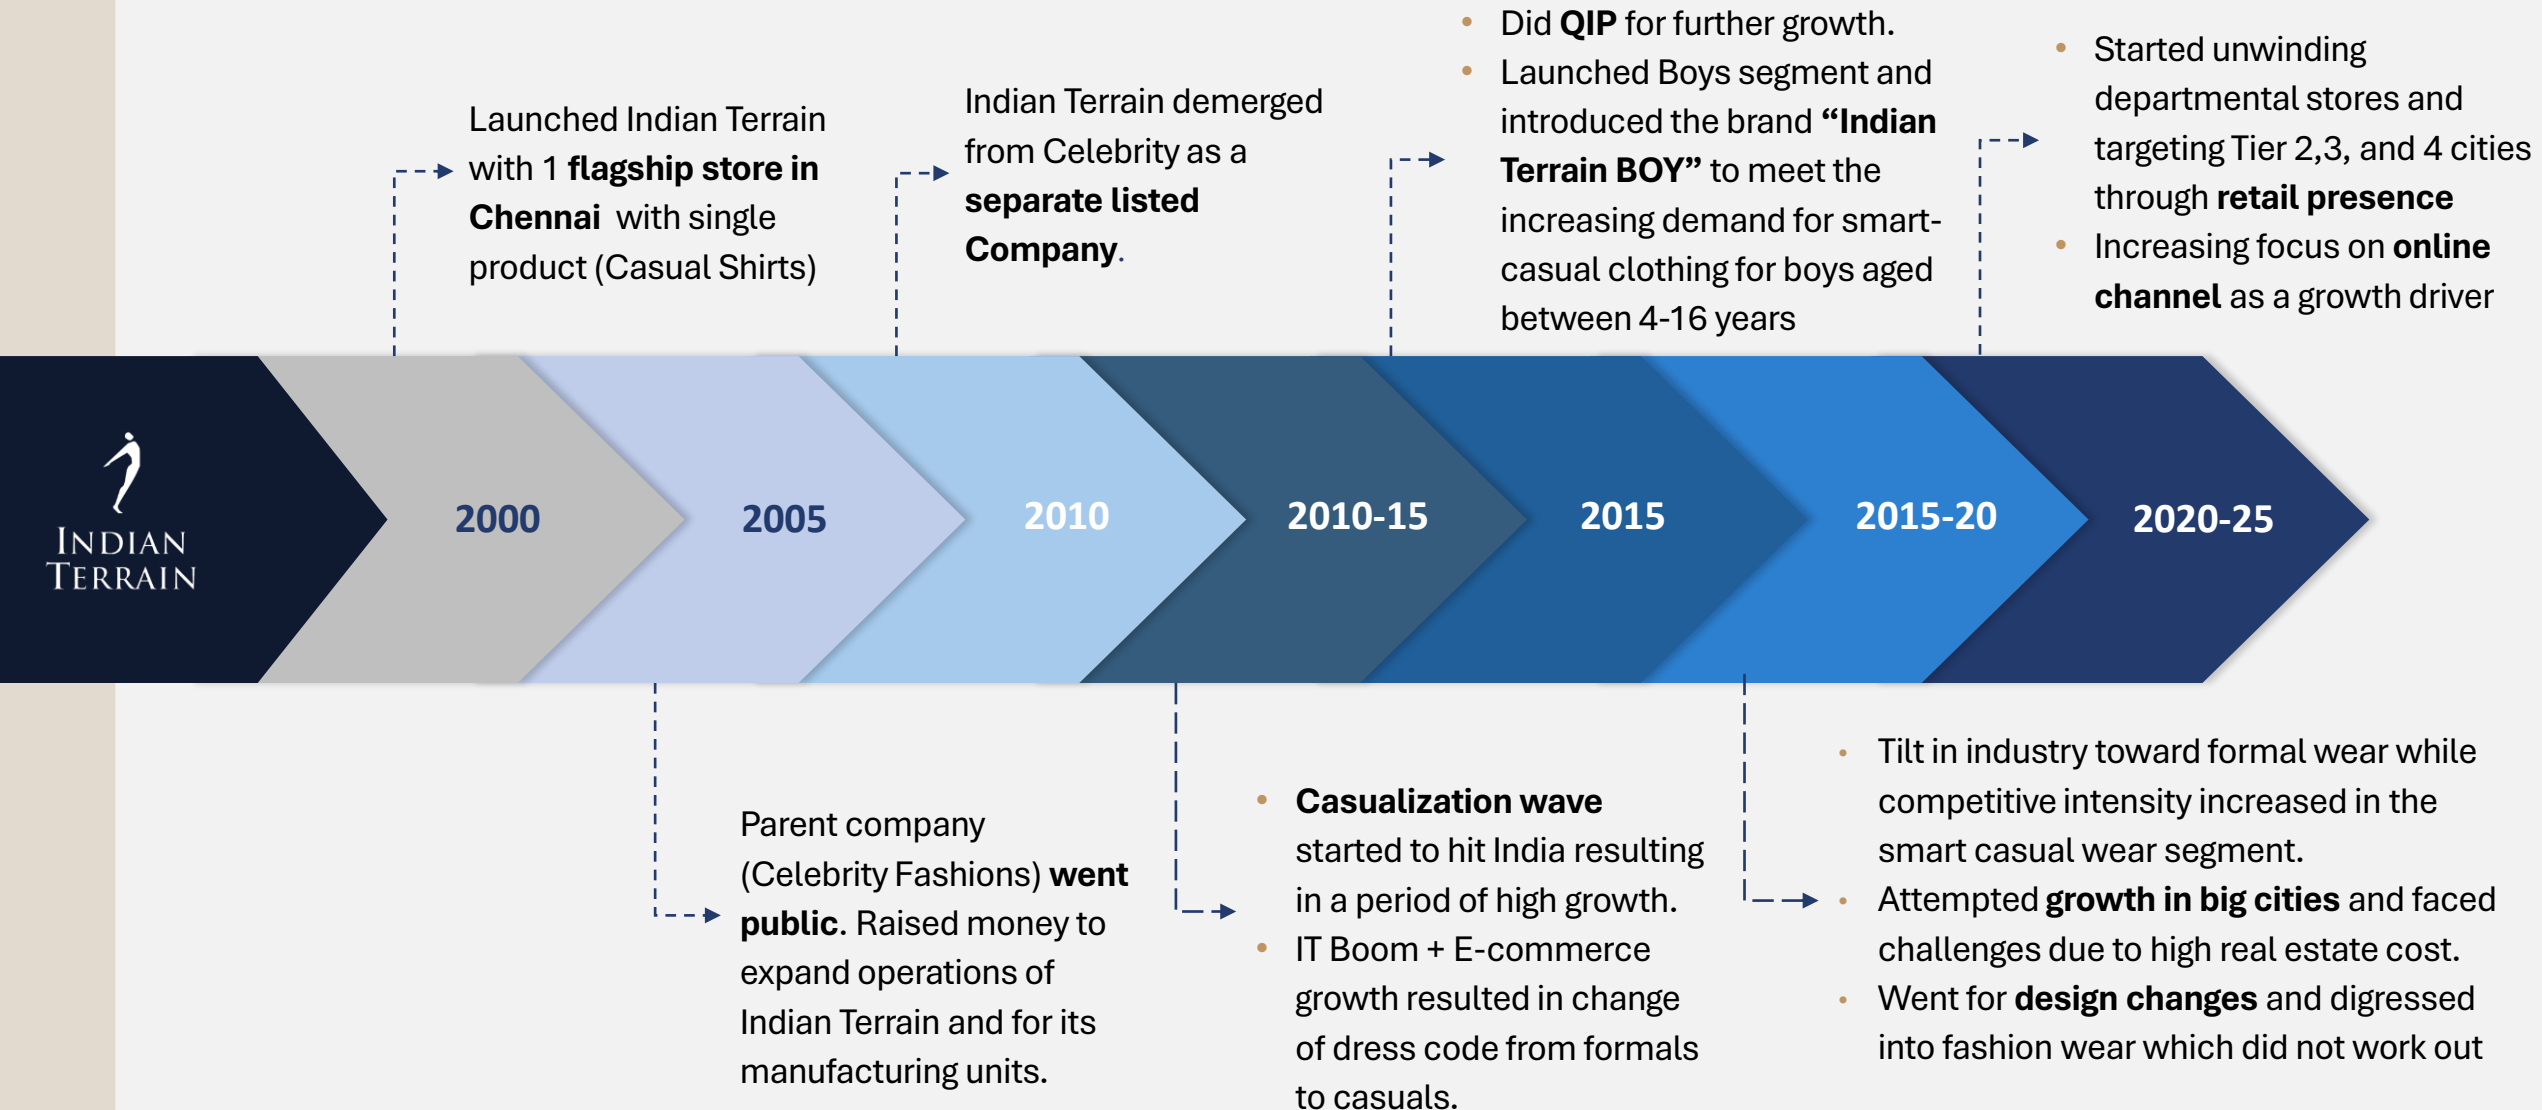 Launched Indian Terrain
with 1 flagship store in
Chennai with single
product (Casual Shirts)
Indian Terrain demerged
from Celebrity as a
separate listed
Company.
• Did QIP for further growth.
• Launched Boys segment and
introduced the brand “Indian
Terrain BOY” to meet the
increasing demand for smart-
casual clothing for boys aged
between 4-16 years
• Started unwinding
departmental stores and
targeting Tier 2,3, and 4 cities
through retail presence
• Increasing focus on online
channel as a growth driver
INDIAN
TERRAIN
2000
2005
2010
2010-15
2015
2015-20
2020-25
Parent company
(Celebrity Fashions) went
public. Raised money to
expand operations of
Indian Terrain and for its
manufacturing units.
• Casualization wave
started to hit India resulting
in a period of high growth.
• IT Boom + E-commerce
growth resulted in change
of dress code from formals
to casuals.
• Tilt in industry toward formal wear while
competitive intensity increased in the
smart casual wear segment.
• Attempted growth in big cities and faced
challenges due to high real estate cost.
• Went for design changes and digressed
into fashion wear which did not work out